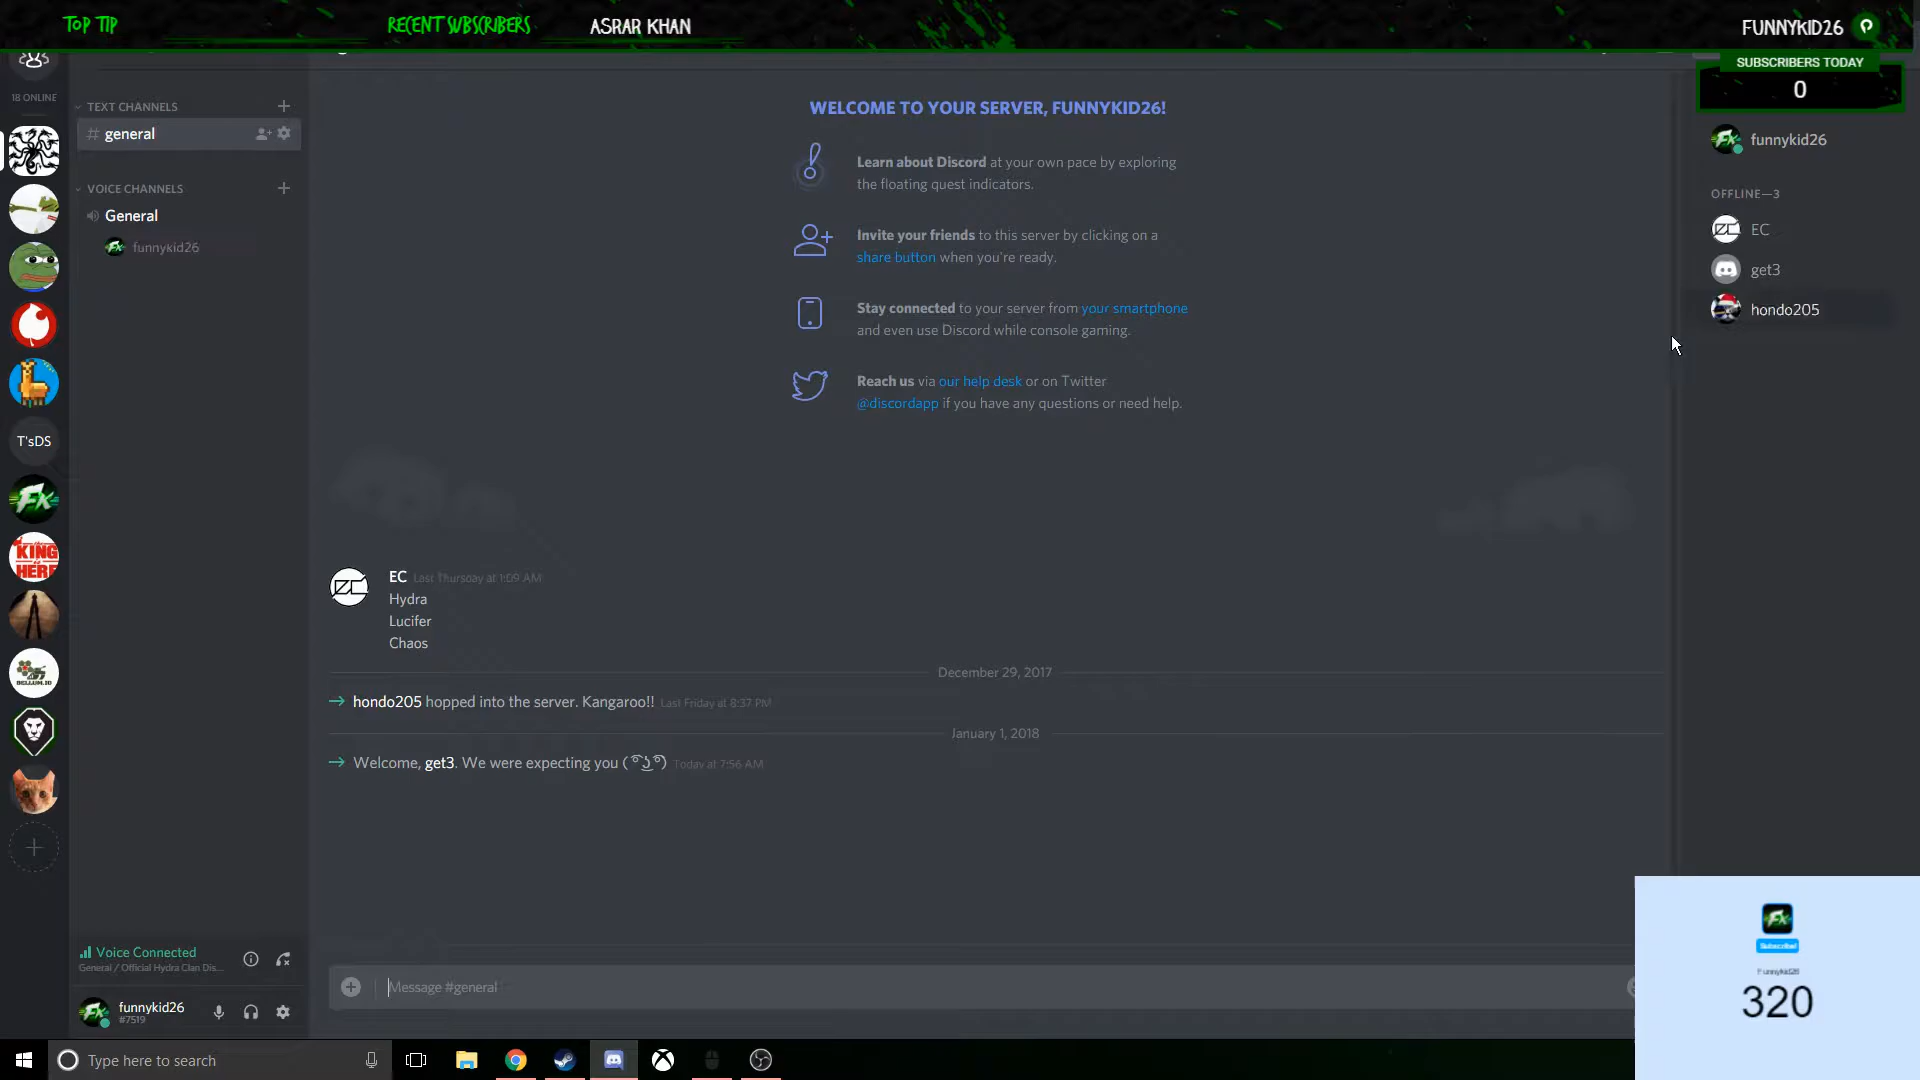 TOP TIP
RECENT SUBSCRIBERS
ASRAR KHAN
FUNNYKID26
SUBSCRIBERS TODAY
0
18 ONLINE
TEXT CHANNELS
# general
VOICE CHANNELS
General
funnykid26
T'sDS
KING
HERE
BELLUM.IO
Voice Connected
General / Official Hydra Clan Dis...
funnykid26
#7519
WELCOME TO YOUR SERVER, FUNNYKID26!
Learn about Discord at your own pace by exploring
the floating quest indicators.
Invite your friends to this server by clicking on a
share button when you're ready.
Stay connected to your server from your smartphone
and even use Discord while console gaming.
Reach us via our help desk or on Twitter
@discordapp if you have any questions or need help.
EC Last Thursday at 1:09 AM
Hydra
Lucifer
Chaos
December 29, 2017
hondo205 hopped into the server. Kangaroo!! Last Friday at 8:37 PM
January 1, 2018
Welcome, get3. We were expecting you ( ͡° ͜ʖ ͡°) Today at 7:56 AM
Message #general
funnykid26
OFFLINE—3
EC
get3
hondo205
Fx
Subscribe!
Funnykid26
320
Type here to search